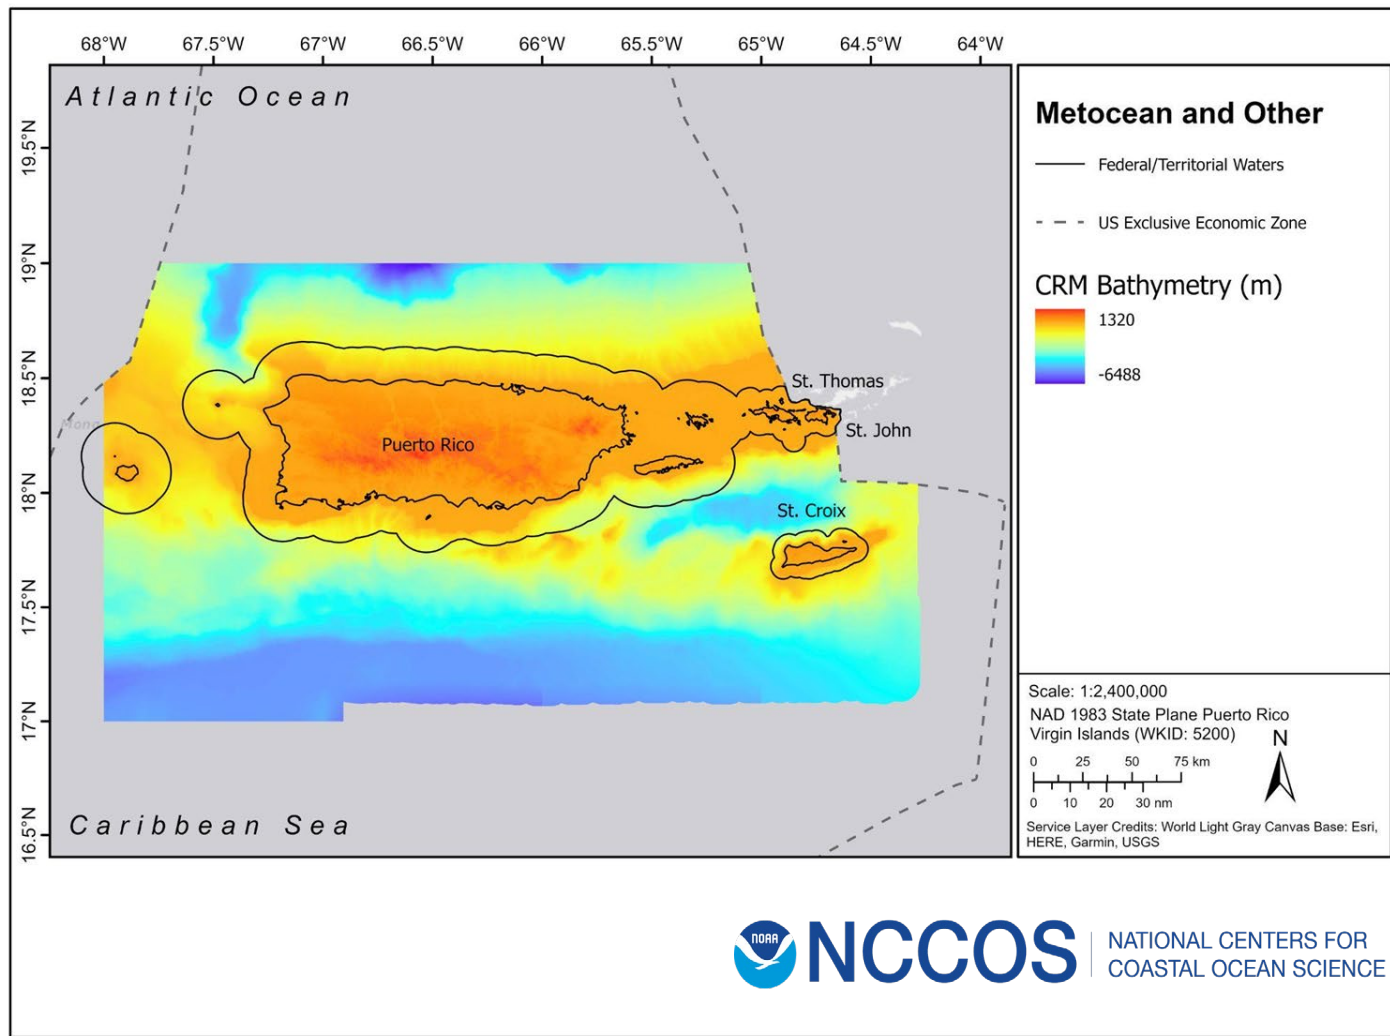 68°W 67.5°W 67°W 66.5°W 66°W 65.5°W 65°W 64.5°W 64°W
19.5°N
19°N
18.5°N
18°N
17.5°N
17°N
16.5°N
Atlantic Ocean
Mona
St. Thomas
St. John
Puerto Rico
St. Croix
Caribbean Sea
Metocean and Other
Federal/Territorial Waters
US Exclusive Economic Zone
CRM Bathymetry (m)
1320
-6488
Scale: 1:2,400,000
NAD 1983 State Plane Puerto Rico
Virgin Islands (WKID: 5200)
N
0 25 50 75 km
0 10 20 30 nm
Service Layer Credits: World Light Gray Canvas Base: Esri,
HERE, Garmin, USGS
NOAA
NCCOS
NATIONAL CENTERS FOR
COASTAL OCEAN SCIENCE